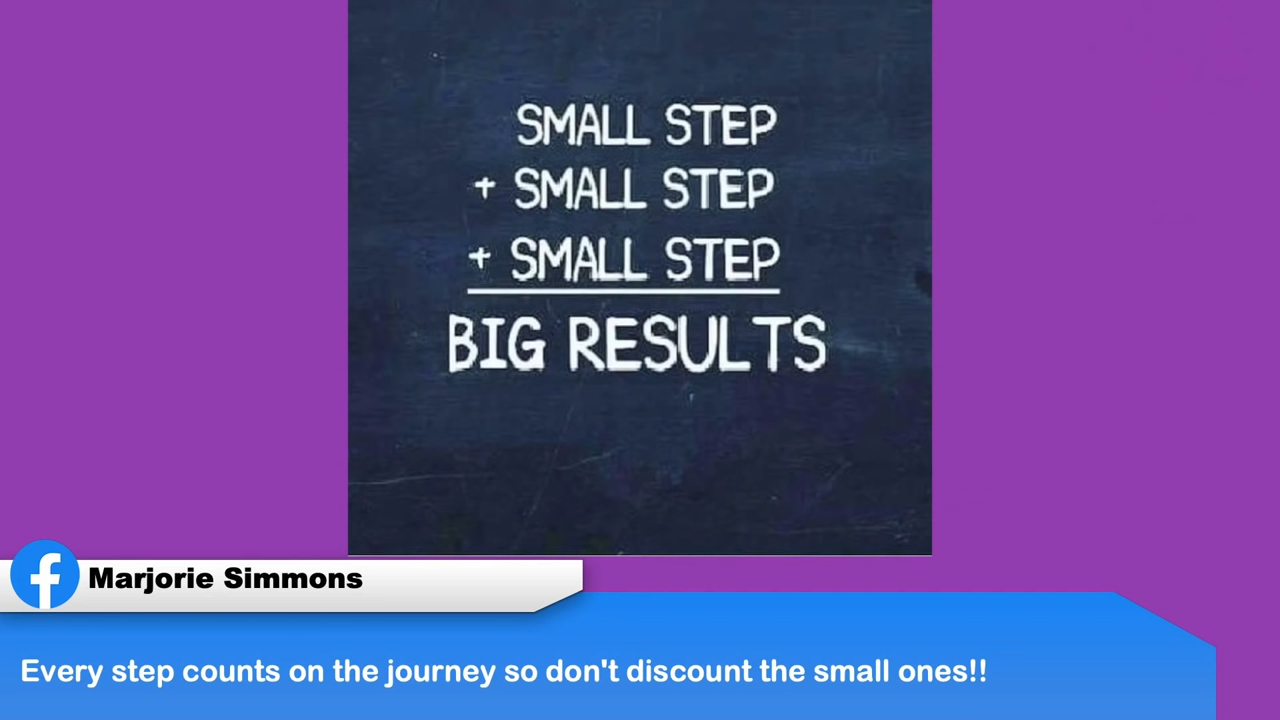 SMALL STEP
+ SMALL STEP
+ SMALL STEP
BIG RESULTS
Marjorie Simmons
Every step counts on the journey so don't discount the small ones!!